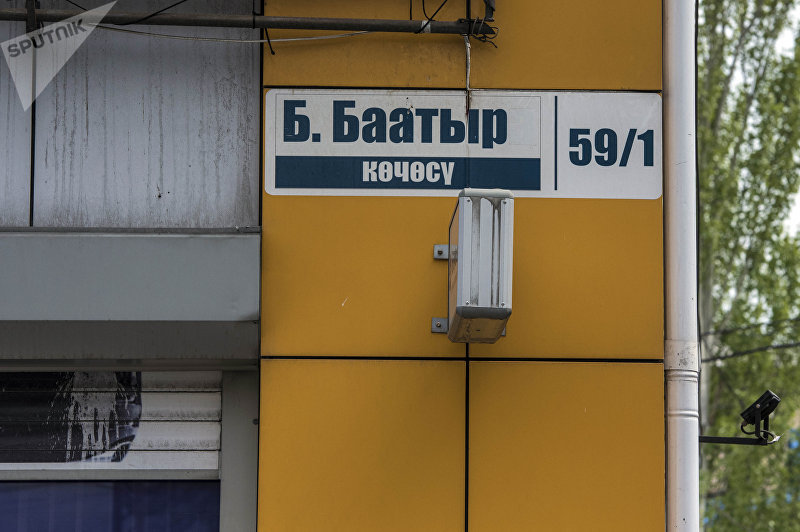 SPUTNIK
Б. Баатыр
көчөсү
59/1